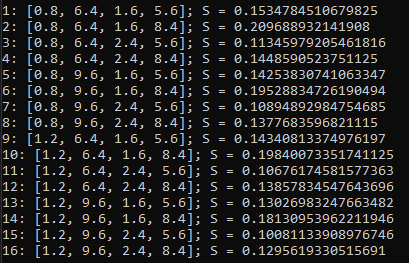 1: [0.8, 6.4, 1.6, 5.6]; S = 0.1534784510679825
2: [0.8, 6.4, 1.6, 8.4]; S = 0.209688932141908
3: [0.8, 6.4, 2.4, 5.6]; S = 0.11345979205461816
4: [0.8, 6.4, 2.4, 8.4]; S = 0.1448590523751125
5: [0.8, 9.6, 1.6, 5.6]; S = 0.14253830741063347
6: [0.8, 9.6, 1.6, 8.4]; S = 0.19528834726190494
7: [0.8, 9.6, 2.4, 5.6]; S = 0.10894892984754685
8: [0.8, 9.6, 2.4, 8.4]; S = 0.1377683596821115
9: [1.2, 6.4, 1.6, 5.6]; S = 0.14340813374976197
10: [1.2, 6.4, 1.6, 8.4]; S = 0.19840073351741125
11: [1.2, 6.4, 2.4, 5.6]; S = 0.10676174581577363
12: [1.2, 6.4, 2.4, 8.4]; S = 0.13857834547643696
13: [1.2, 9.6, 1.6, 5.6]; S = 0.13026983247663482
14: [1.2, 9.6, 1.6, 8.4]; S = 0.18130953962211946
15: [1.2, 9.6, 2.4, 5.6]; S = 0.10081133908976746
16: [1.2, 9.6, 2.4, 8.4]; S = 0.1295619330515691